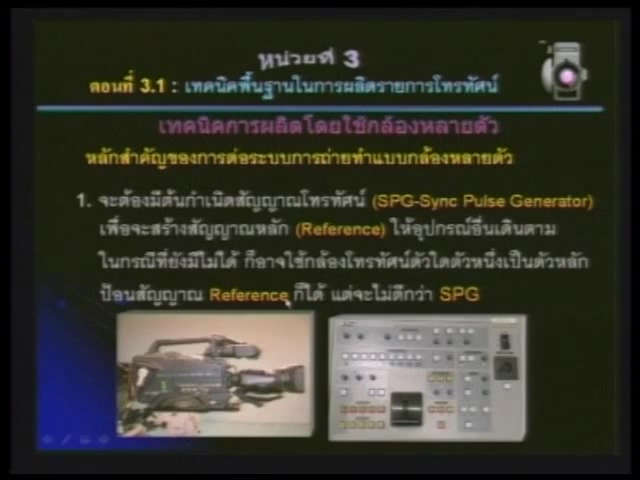 หน่วยที่ 3
ตอนที่ 3.1 : เทคนิคพื้นฐานในการผลิตรายการโทรทัศน์
เทคนิคการผลิตโดยใช้กล้องหลายตัว
หลักสำคัญของการต่อระบบการถ่ายทำแบบกล้องหลายตัว
1. จะต้องมีต้นกำเนิดสัญญาณโทรทัศน์ (SPG-Sync Pulse Generator)
เพื่อจะสร้างสัญญาณหลัก (Reference) ให้อุปกรณ์อื่นเดินตาม
ในกรณีที่ยังมีไม่ได้ ก็อาจใช้กล้องโทรทัศน์ตัวใดตัวหนึ่งเป็นตัวหลัก
ป้อนสัญญาณ Reference ก็ได้ แต่จะไม่ดีกว่า SPG